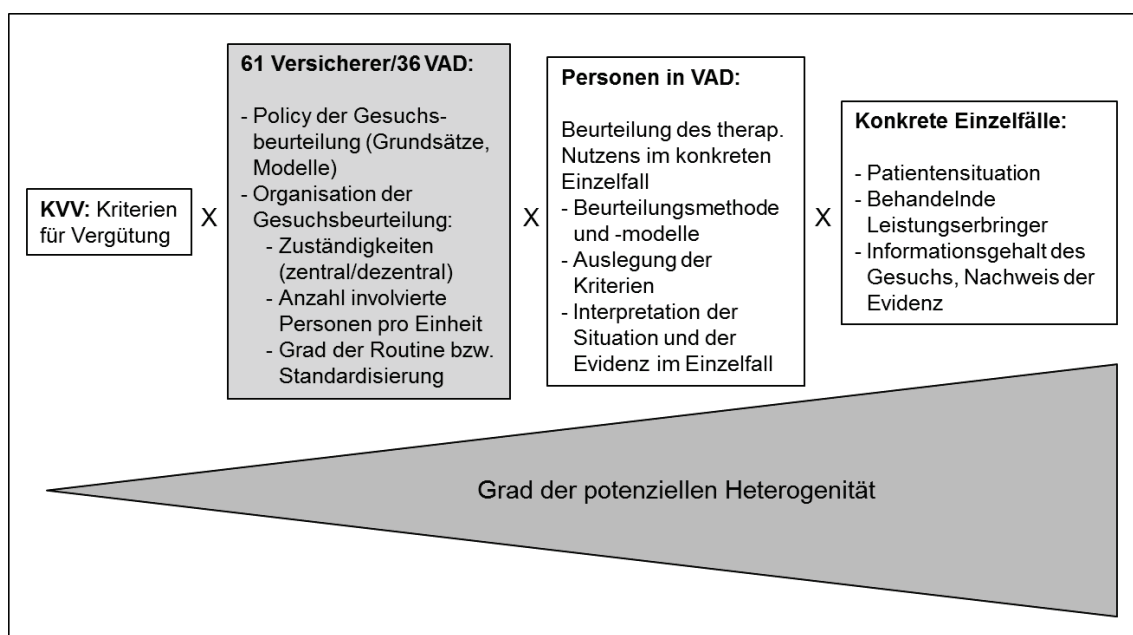 KVV: Kriterien
für Vergütung
X
61 Versicherer/36 VAD:
- Policy der Gesuchs-
beurteilung (Grundsätze,
Modelle)
- Organisation der
Gesuchsbeurteilung:
- Zuständigkeiten
(zentral/dezentral)
- Anzahl involvierte
Personen pro Einheit
- Grad der Routine bzw.
Standardisierung
X
Personen in VAD:
Beurteilung des therap.
Nutzens im konkreten
Einzelfall
- Beurteilungsmethode
und -modelle
- Auslegung der
Kriterien
- Interpretation der
Situation und der
Evidenz im Einzelfall
X
Konkrete Einzelfälle:
- Patientensituation
- Behandelnde
Leistungserbringer
- Informationsgehalt des
Gesuchs, Nachweis der
Evidenz
Grad der potenziellen Heterogenität